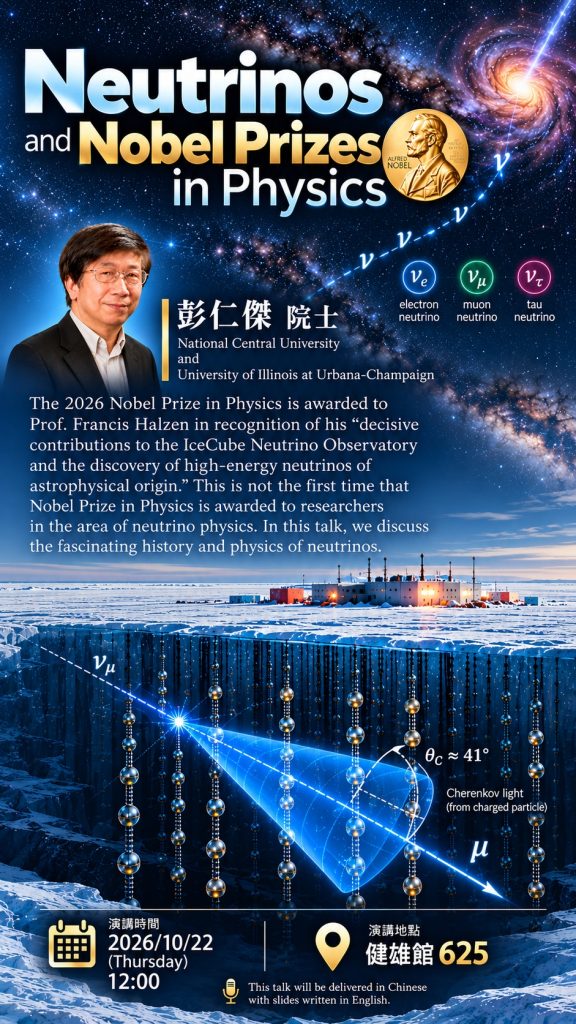 Neutrinos
and Nobel Prizes
in Physics
ALFRED
NOBEL
ν
ν
ν
ν
νe
νμ
ντ
electron
neutrino
muon
neutrino
tau
neutrino
彭仁傑 院士
National Central University
and
University of Illinois at Urbana-Champaign
The 2026 Nobel Prize in Physics is awarded to
Prof. Francis Halzen in recognition of his “decisive
contributions to the IceCube Neutrino Observatory
and the discovery of high-energy neutrinos of
astrophysical origin.” This is not the first time that
Nobel Prize in Physics is awarded to researchers
in the area of neutrino physics. In this talk, we discuss
the fascinating history and physics of neutrinos.
νμ
θC ≈ 41°
Cherenkov light
(from charged particle)
μ
演講時間
2026/10/22
(Thursday)
12:00
演講地點
健雄館 625
This talk will be delivered in Chinese
with slides written in English.